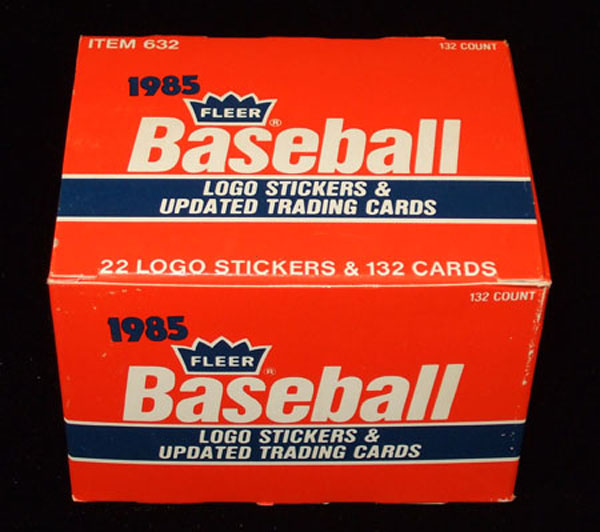 ITEM 632
132 COUNT
1985
FLEER®
Baseball
LOGO STICKERS &
UPDATED TRADING CARDS
22 LOGO STICKERS & 132 CARDS
132 COUNT
1985
FLEER®
Baseball
LOGO STICKERS &
UPDATED TRADING CARDS